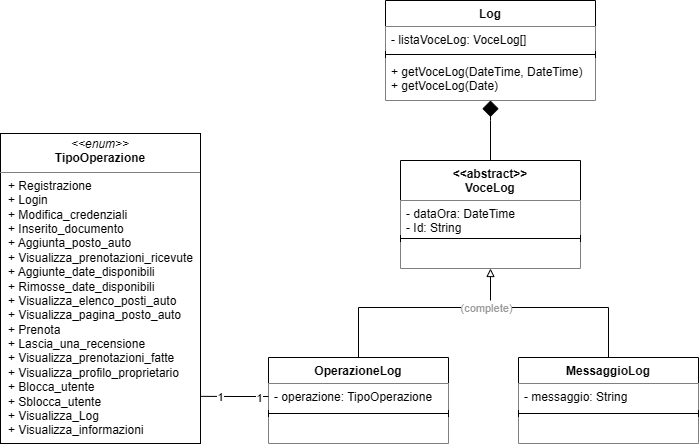 Log
- listaVoceLog: VoceLog[]
+ getVoceLog(DateTime, DateTime)
+ getVoceLog(Date)
<<abstract>>
VoceLog
- dataOra: DateTime
- Id: String
(complete)
<<enum>>
TipoOperazione
+ Registrazione
+ Login
+ Modifica_credenziali
+ Inserito_documento
+ Aggiunta_posto_auto
+ Visualizza_prenotazioni_ricevute
+ Aggiunte_date_disponibili
+ Rimosse_date_disponibili
+ Visualizza_elenco_posti_auto
+ Visualizza_pagina_posto_auto
+ Prenota
+ Lascia_una_recensione
+ Visualizza_prenotazioni_fatte
+ Visualizza_profilo_proprietario
+ Blocca_utente
+ Sblocca_utente
+ Visualizza_Log
+ Visualizza_informazioni
1
1
OperazioneLog
- operazione: TipoOperazione
MessaggioLog
- messaggio: String